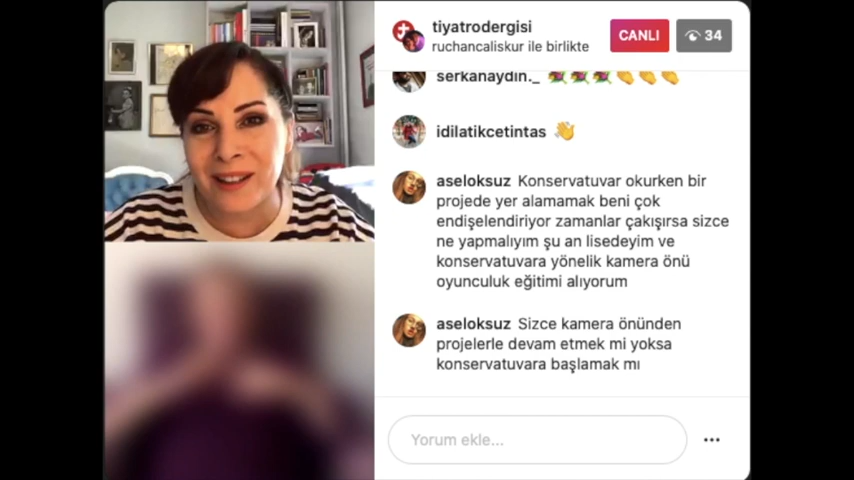 tiyatrodergisi
ruchancaliskur ile birlikte
CANLI
34
serkanaydin._
idilatikcetintas
aseloksuz Konservatuvar okurken bir
projede yer alamamak beni çok
endişelendiriyor zamanlar çakışırsa sizce
ne yapmalıyım şu an lisedeyim ve
konservatuvara yönelik kamera önü
oyunculuk eğitimi alıyorum
aseloksuz Sizce kamera önünden
projelerle devam etmek mi yoksa
konservatuvara başlamak mı
Yorum ekle...